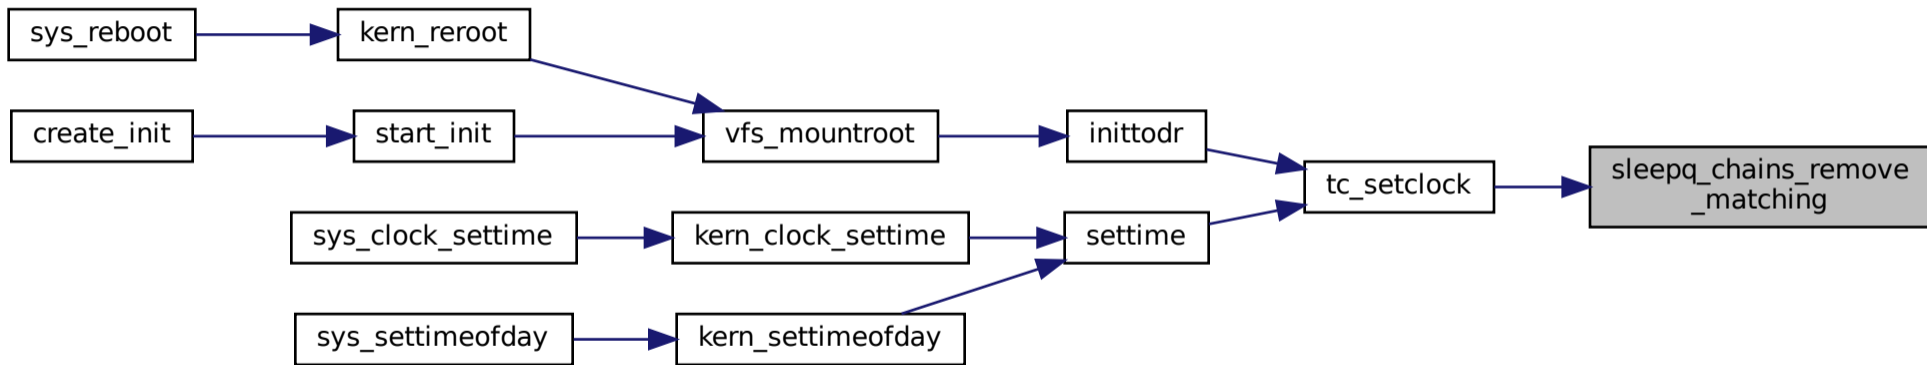 sys_reboot
kern_reroot
create_init
start_init
vfs_mountroot
inittodr
tc_setclock
sleepq_chains_remove
_matching
sys_clock_settime
kern_clock_settime
settime
sys_settimeofday
kern_settimeofday